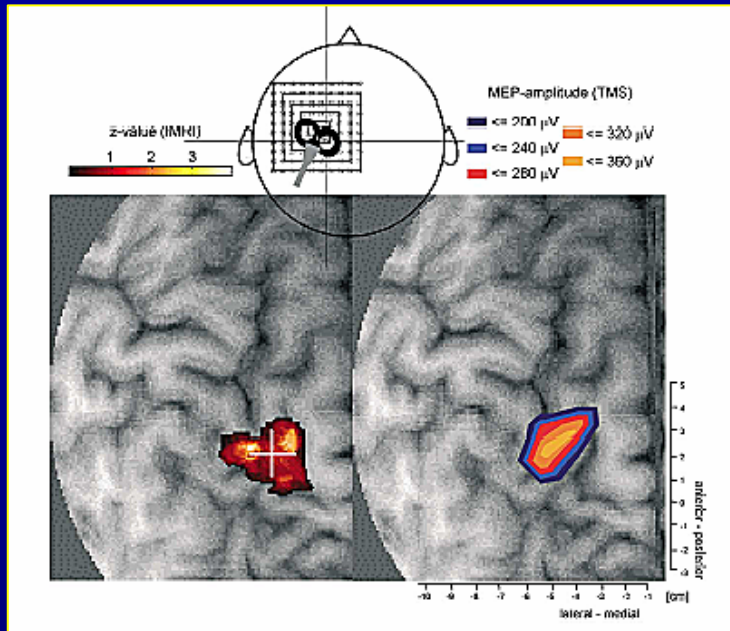 MEP-amplitude (TMS)
z-value (fMRI)
1 2 3
<= 200 µV
<= 240 µV
<= 280 µV
<= 320 µV
<= 360 µV
5
4
3
2
1
0
-1
-2
-3
anterior - posterior
-10 -9 -8 -7 -6 -5 -4 -3 -2 -1 [cm]
lateral - medial